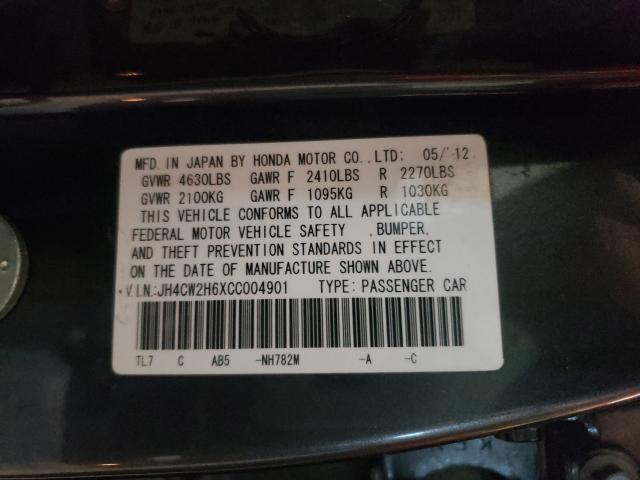 MFD. IN JAPAN BY HONDA MOTOR CO.,LTD: 05/'12
GVWR 4630LBS GAWR F 2410LBS R 2270LBS
GVWR 2100KG GAWR F 1095KG R 1030KG
THIS VEHICLE CONFORMS TO ALL APPLICABLE
FEDERAL MOTOR VEHICLE SAFETY ,BUMPER,
AND THEFT PREVENTION STANDARDS IN EFFECT
ON THE DATE OF MANUFACTURE SHOWN ABOVE.
V.I.N:JH4CW2H6XCC004901 TYPE: PASSENGER CAR
TL7 C AB5 -NH782M -A -C